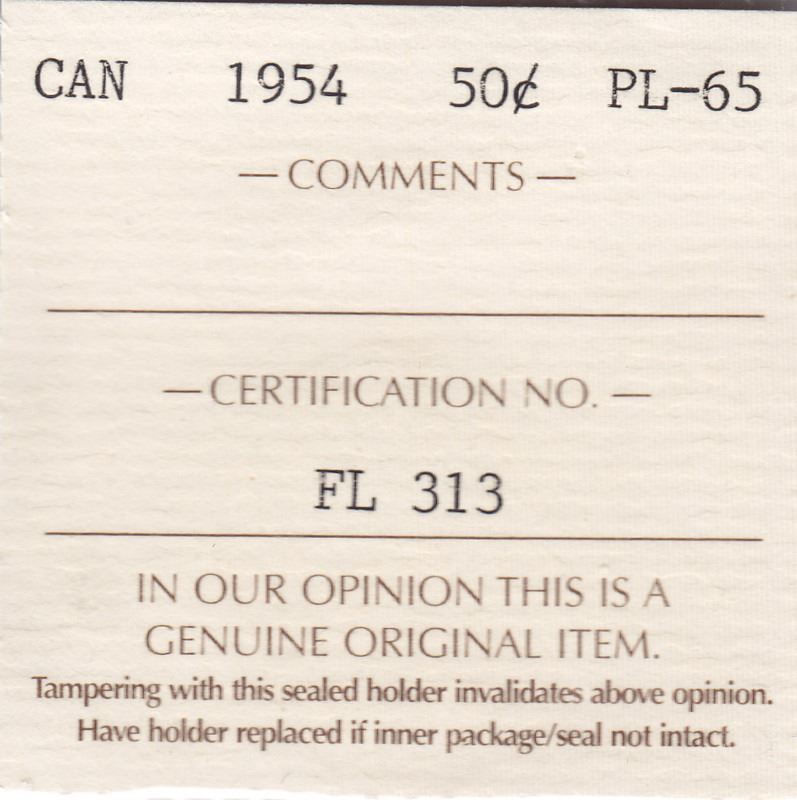 CAN 1954 50¢ PL-65
— COMMENTS —
— CERTIFICATION NO. —
FL 313
IN OUR OPINION THIS IS A
GENUINE ORIGINAL ITEM.
Tampering with this sealed holder invalidates above opinion.
Have holder replaced if inner package/seal not intact.